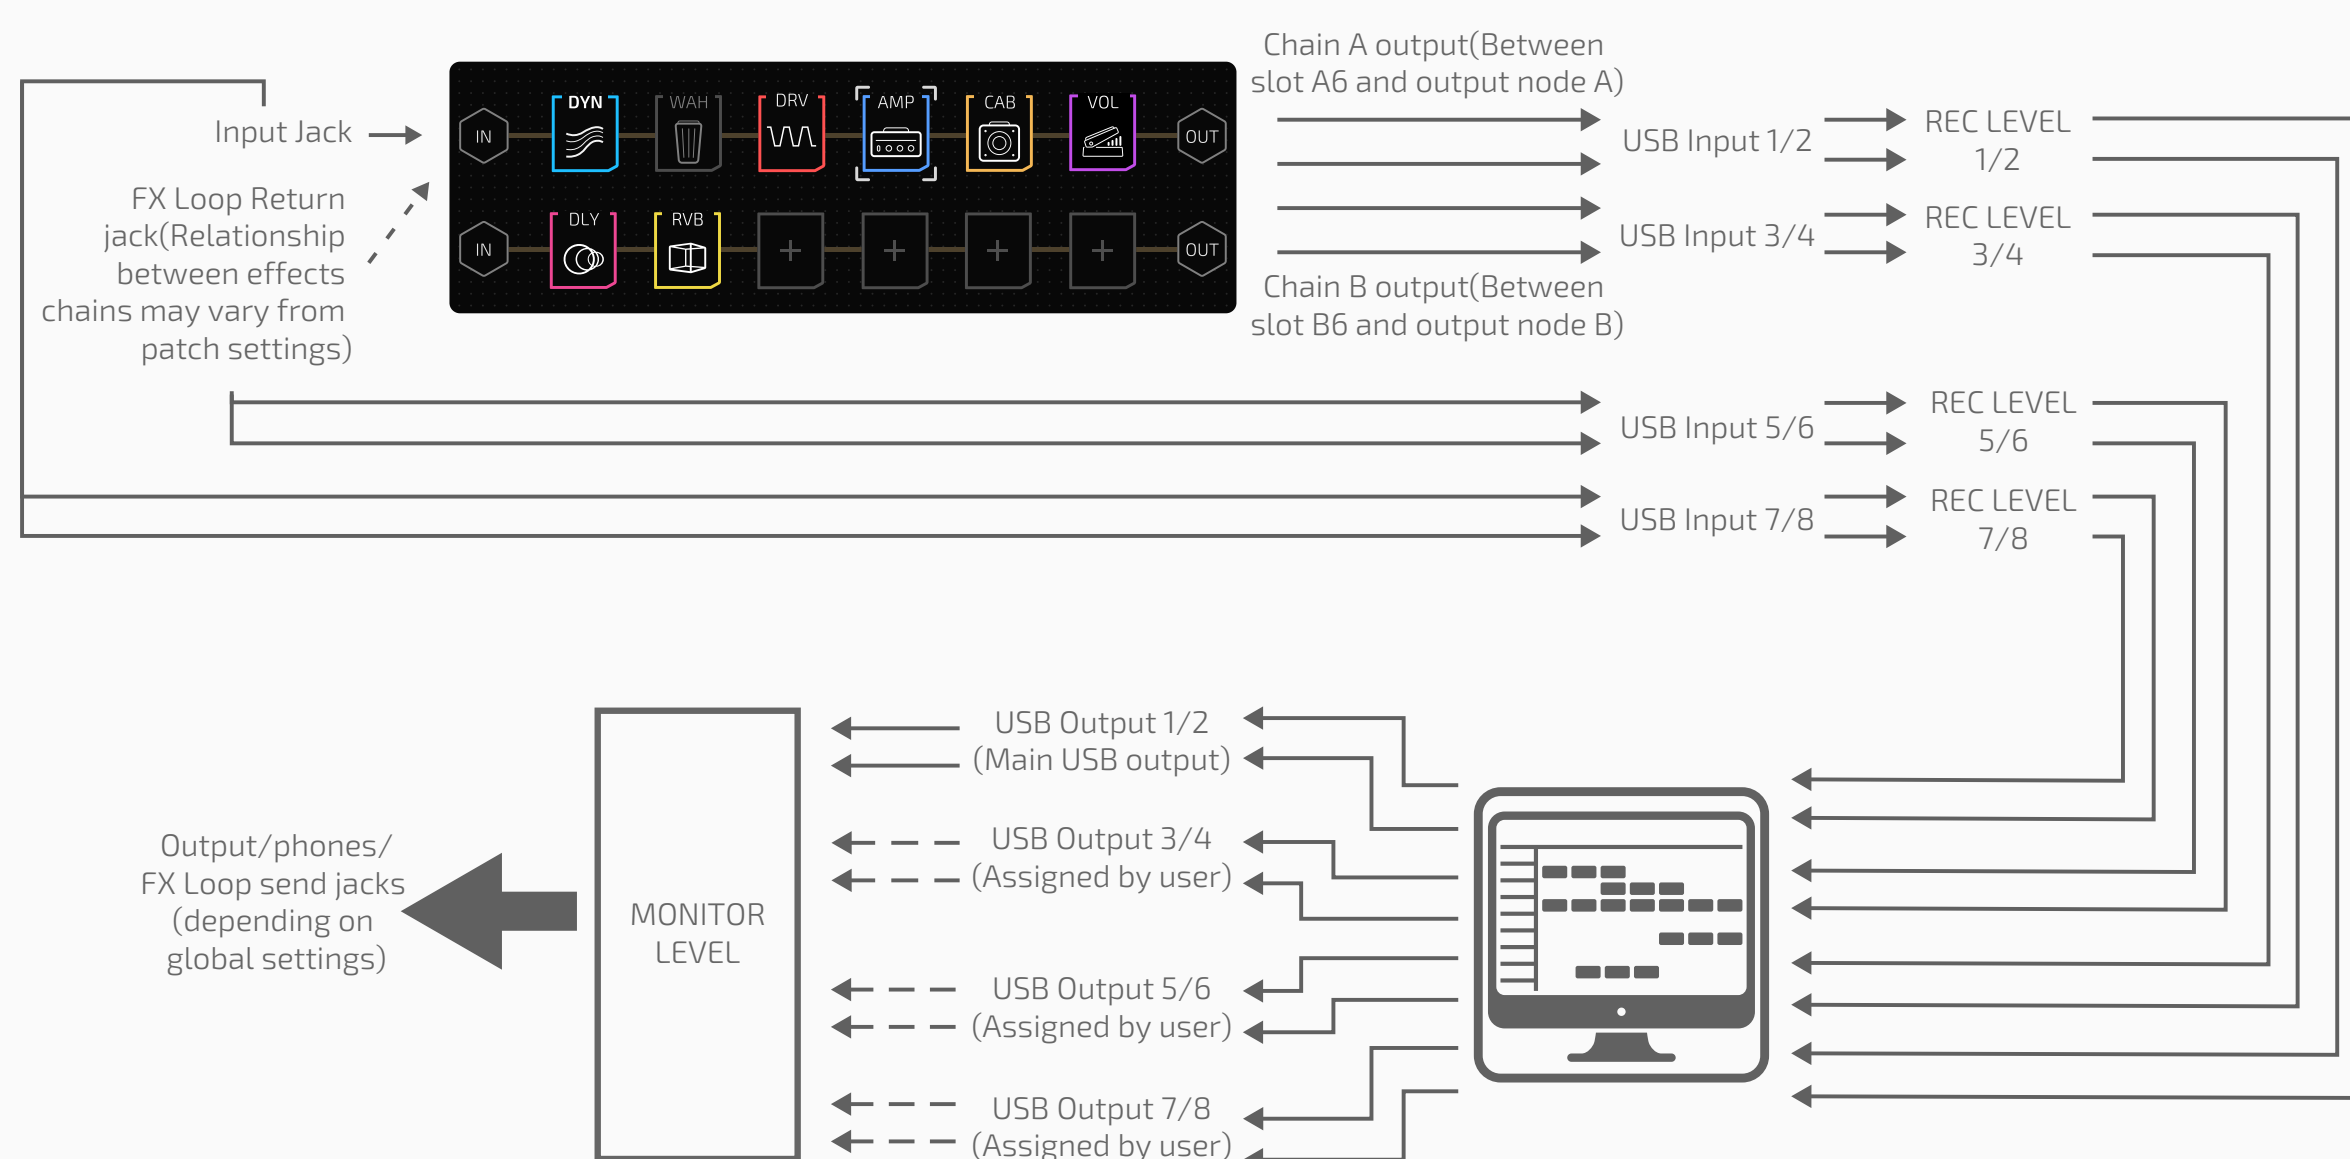 Chain A output(Between
slot A6 and output node A)
Input Jack
IN
DYN
WAH
DRV
AMP
CAB
VOL
OUT
USB Input 1/2
REC LEVEL
1/2
FX Loop Return
jack(Relationship
between effects
chains may vary from
patch settings)
IN
DLY
RVB
+
+
+
+
OUT
USB Input 3/4
REC LEVEL
3/4
Chain B output(Between
slot B6 and output node B)
USB Input 5/6
REC LEVEL
5/6
USB Input 7/8
REC LEVEL
7/8
USB Output 1/2
(Main USB output)
USB Output 3/4
(Assigned by user)
Output/phones/
FX Loop send jacks
(depending on
global settings)
MONITOR
LEVEL
USB Output 5/6
(Assigned by user)
USB Output 7/8
(Assigned by user)